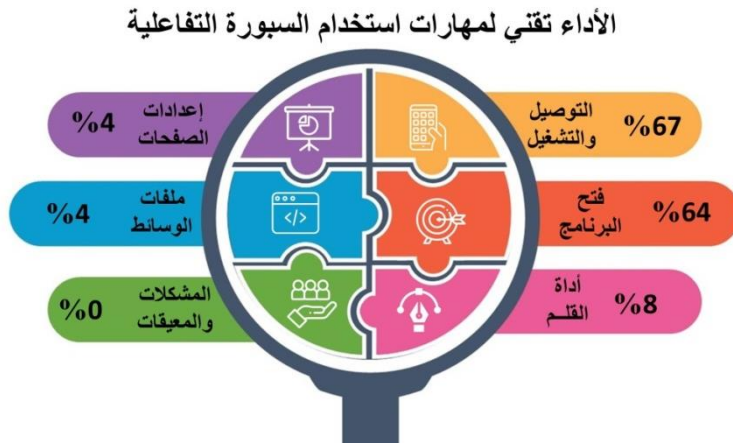 الأداء تقني لمهارات استخدام السبورة التفاعلية
التوصيل
والتشغيل
%67
إعدادات
الصفحات
%4
فتح
البرنامج
%64
ملفات
الوسائط
%4
أداة
القلــم
%8
المشكلات
والمعيقات
%0